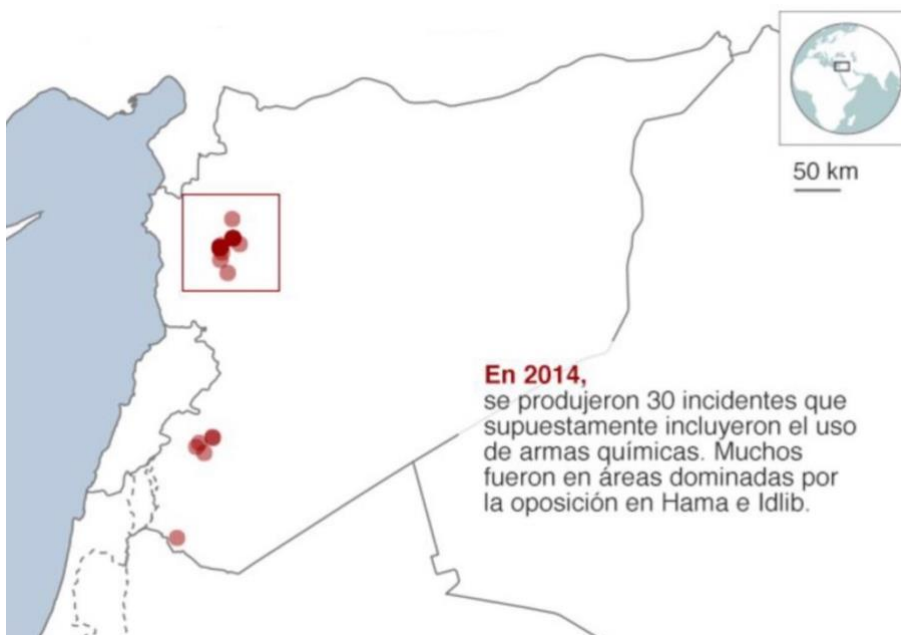 50 km
En 2014,
se produjeron 30 incidentes que
supuestamente incluyeron el uso
de armas químicas. Muchos
fueron en áreas dominadas por
la oposición en Hama e Idlib.